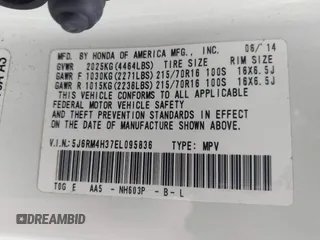 MFD. BY HONDA OF AMERICA MFG., INC. 06/14
GVWR 2025KG(4464LBS) TIRE SIZE RIM SIZE
GAWR F 1030KG(2271LBS) 215/70R16 100S 16X6.5J
GAWR R 1015KG(2238LBS) 215/70R16 100S 16X6.5J
THIS VEHICLE CONFORMS TO ALL APPLICABLE
FEDERAL MOTOR VEHICLE SAFETY AND
THEFT PREVENTION STANDARDS IN EFFECT ON
THE DATE OF MANUFACTURE SHOWN ABOVE.
V.I.N.:5J6RM4H37EL095836 TYPE: MPV
T0G E AA5- NH603P -B-L
DREAMBID